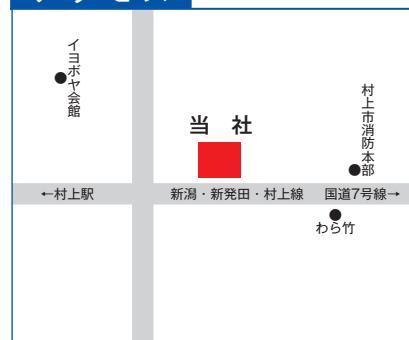 イヨボヤ会館
当 社
村上市消防本部
←村上駅
新潟・新発田・村上線
国道7号線→
わら竹